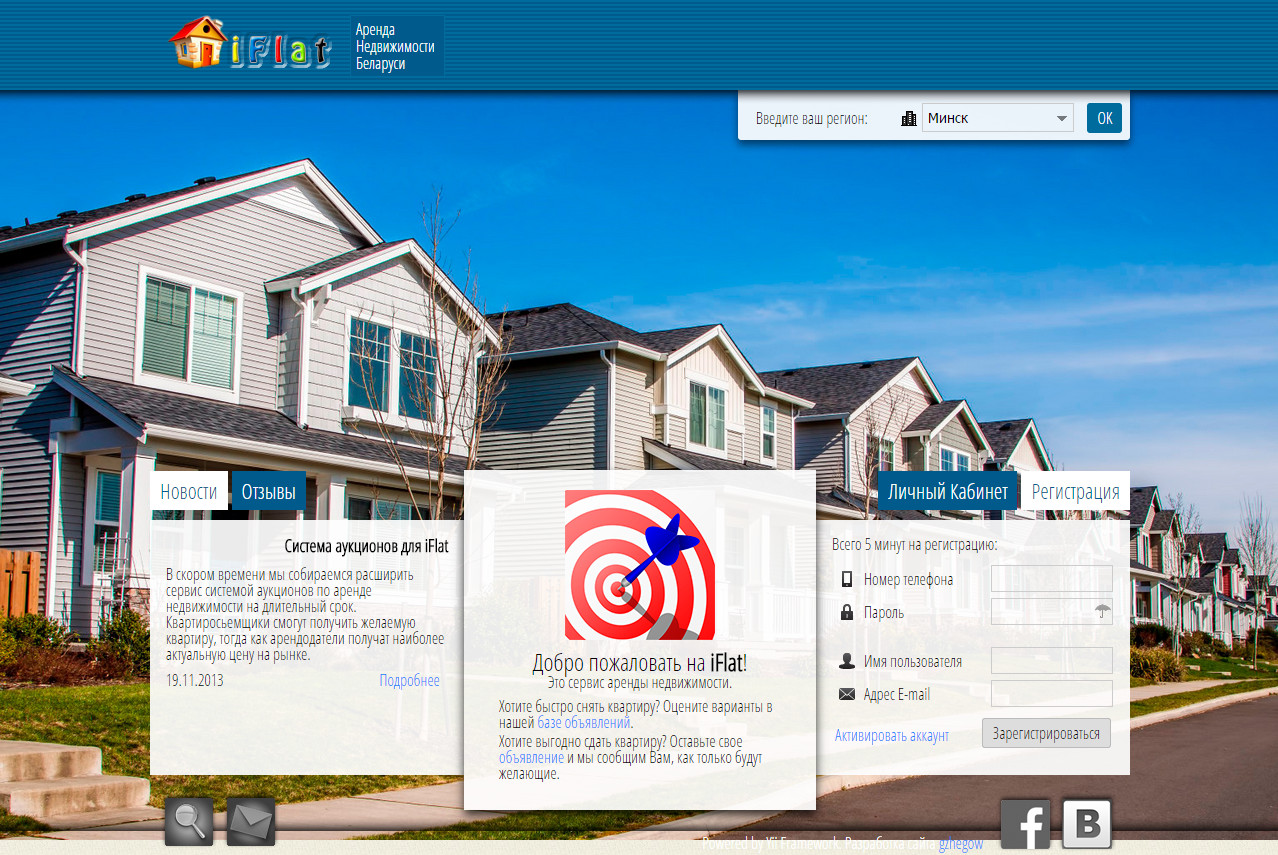 iFlat
Аренда
Недвижимости
Беларуси
Введите ваш регион:
Минск
OK
Новости
Отзывы
Система аукционов для iFlat
В скором времени мы собираемся расширить
сервис системой аукционов по аренде
недвижимости на длительный срок.
Квартиросьемщики смогут получить желаемую
квартиру, тогда как арендодатели получат наиболее
актуальную цену на рынке.
19.11.2013
Подробнее
Добро пожаловать на iFlat!
Это сервис аренды недвижимости.
Хотите быстро снять квартиру? Оцените варианты в
нашей базе объявлений.
Хотите выгодно сдать квартиру? Оставьте свое
объявление и мы сообщим Вам, как только будут
желающие.
Личный Кабинет
Регистрация
Всего 5 минут на регистрацию:
Номер телефона
Пароль
Имя пользователя
Адрес E-mail
Активировать аккаунт
Зарегистрироваться
Powered by Yii Framework. Разработка сайта gzhegow
f
B